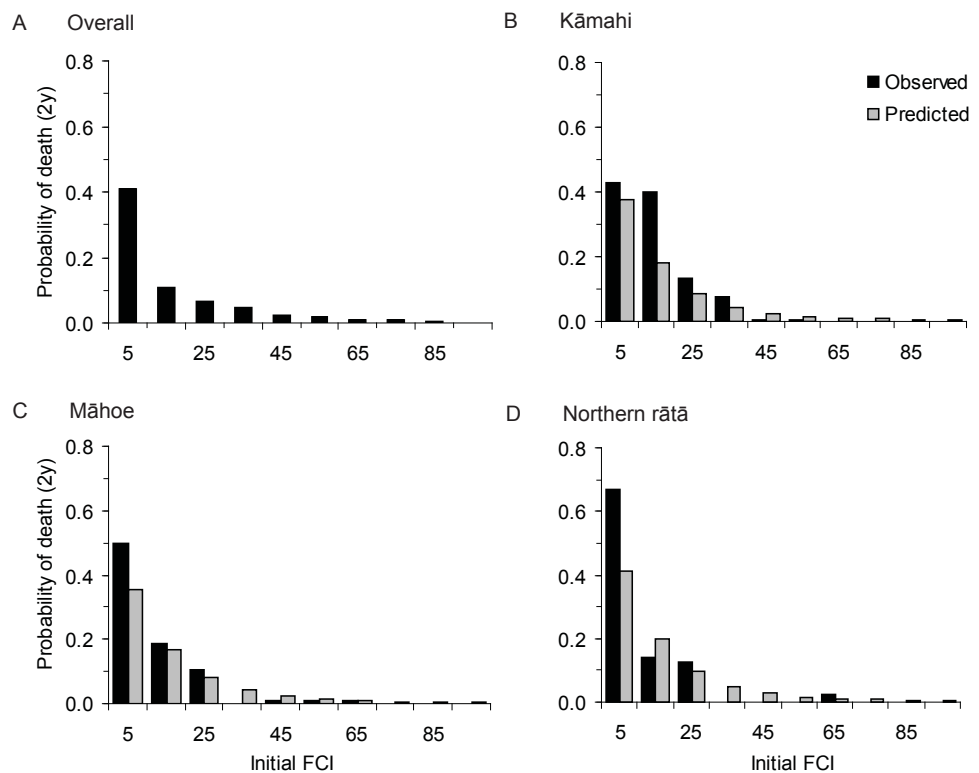 A Overall
Probability of death (2y)
0.8
0.6
0.4
0.2
0.0
5 25 45 65 85
B Kāmahi
0.8
0.6
0.4
0.2
0.0
5 25 45 65 85
Observed
Predicted
C Māhoe
Probability of death (2y)
0.8
0.6
0.4
0.2
0.0
5 25 45 65 85
Initial FCI
D Northern rātā
0.8
0.6
0.4
0.2
0.0
5 25 45 65 85
Initial FCI